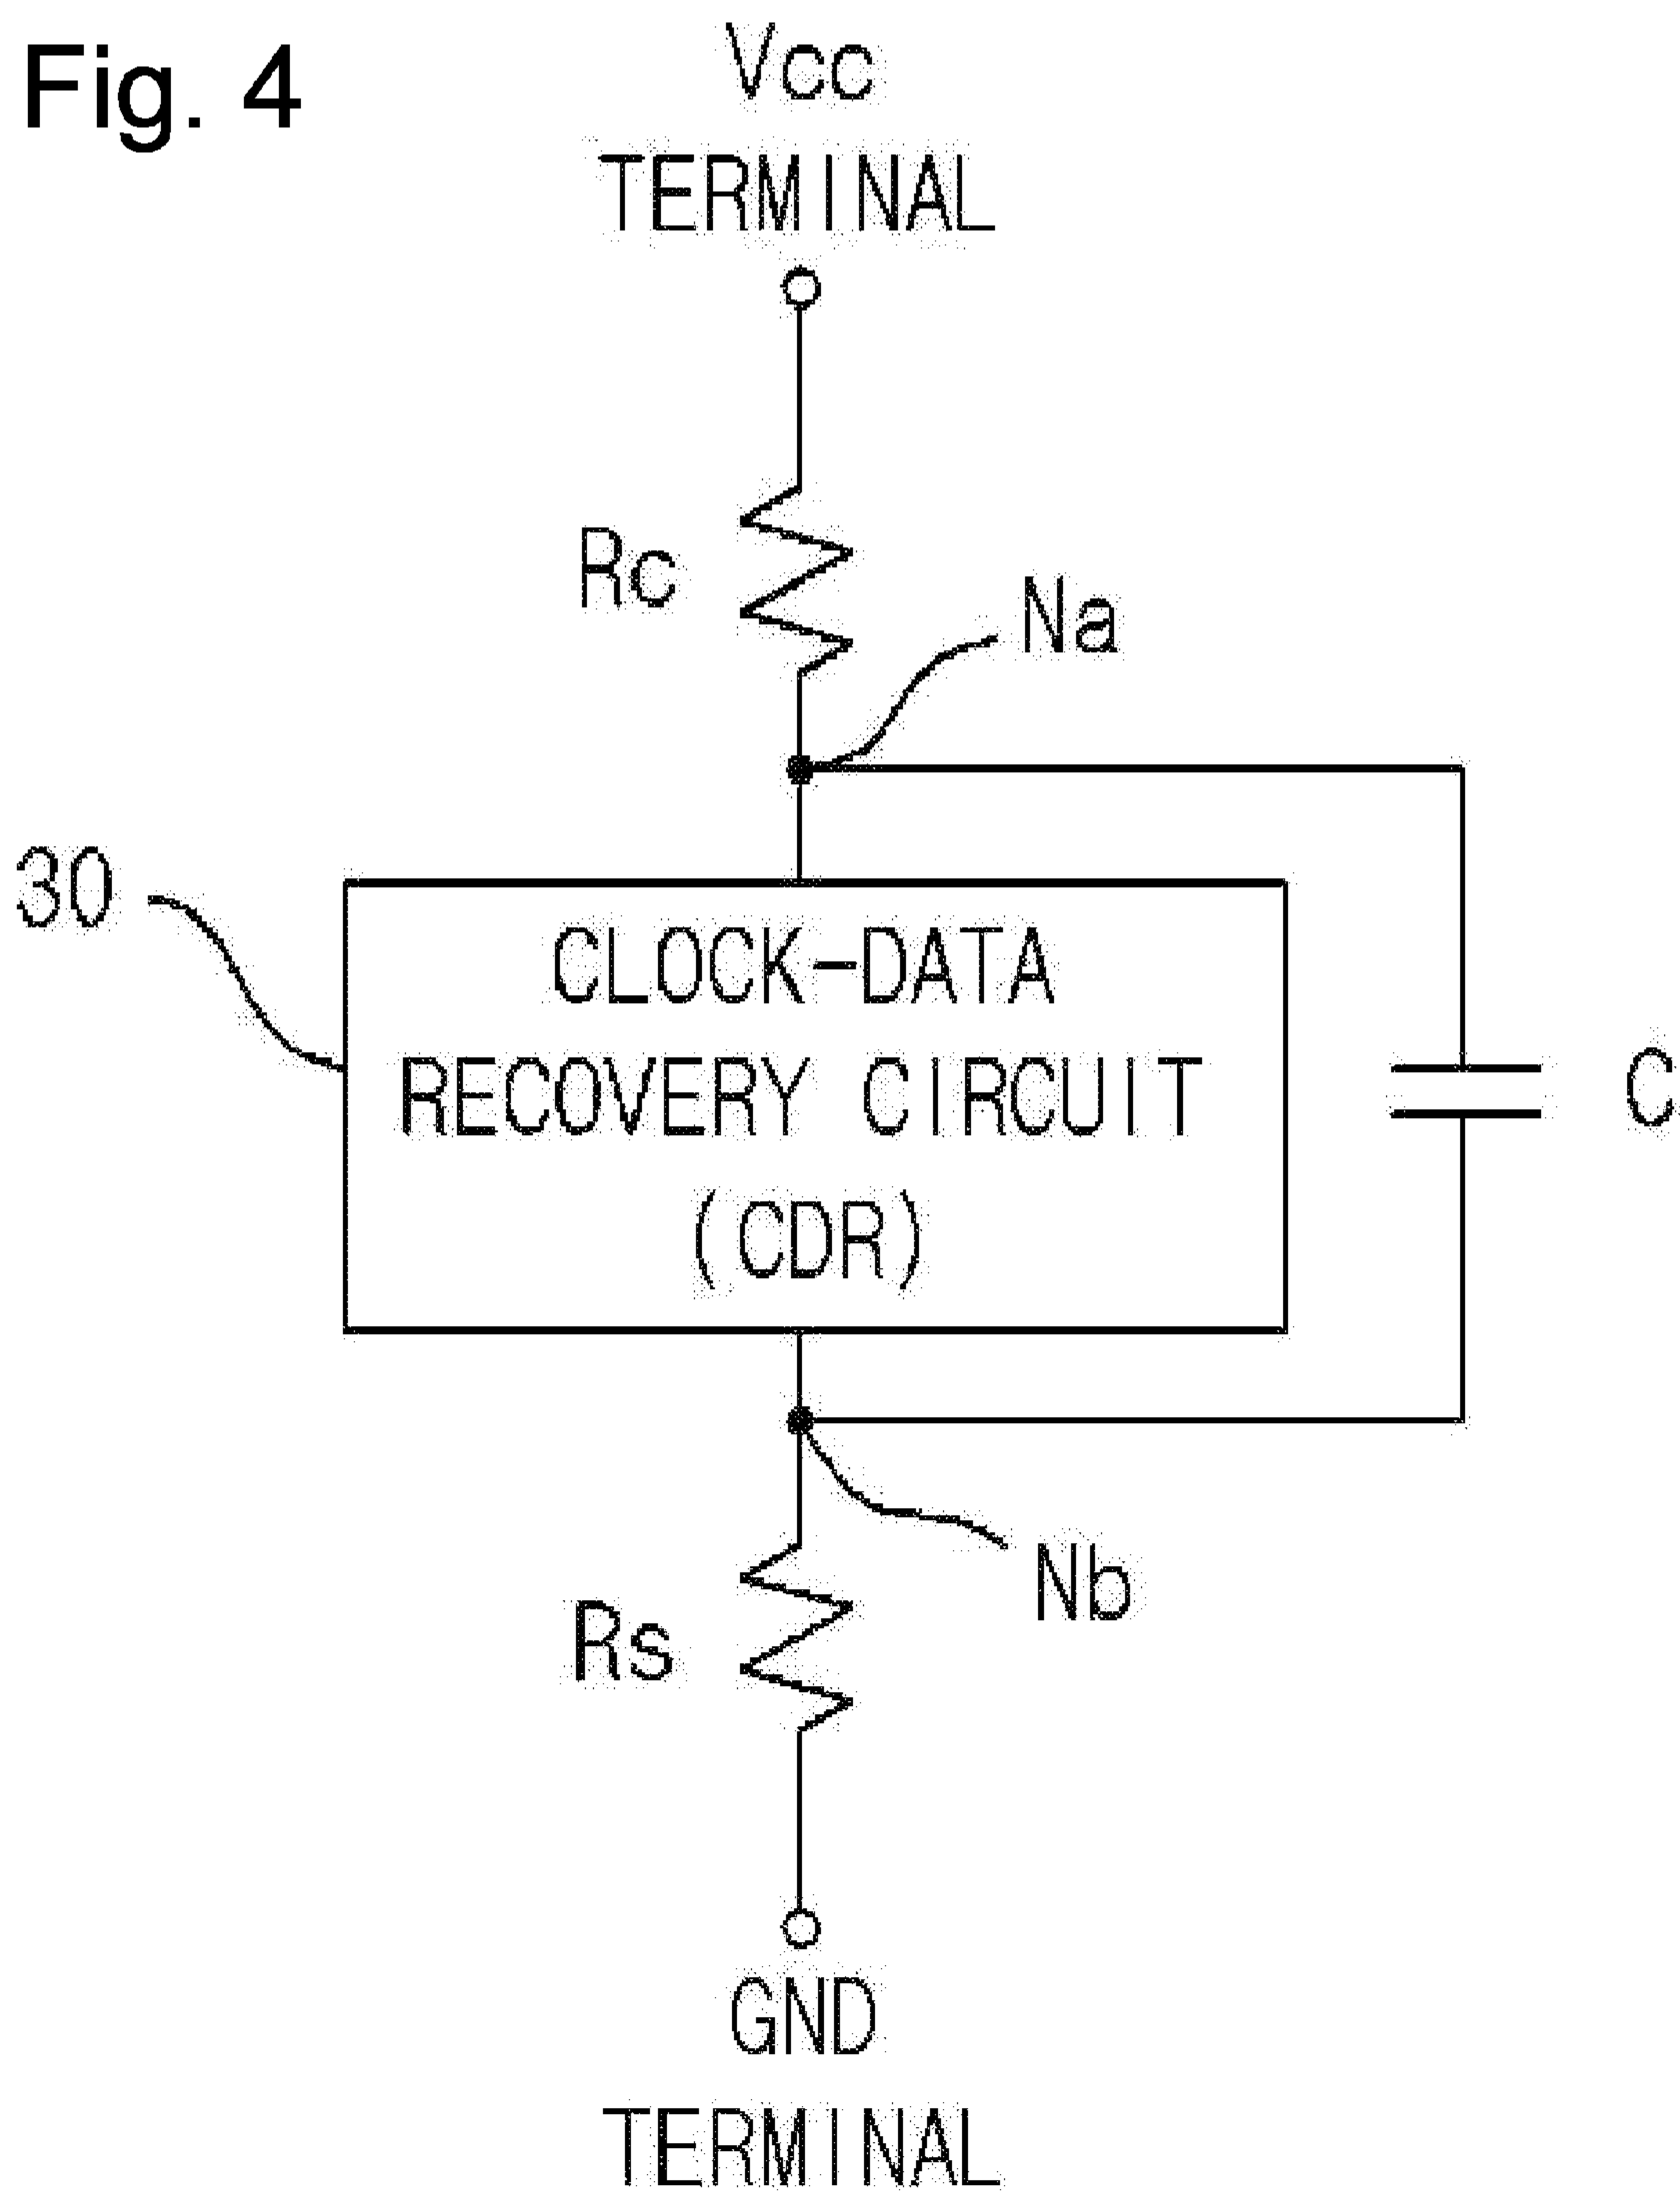 Fig. 4
Vcc
TERMINAL
Rc
Na
30
CLOCK-DATA
RECOVERY CIRCUIT
(CDR)
C
Nb
Rs
GND
TERMINAL